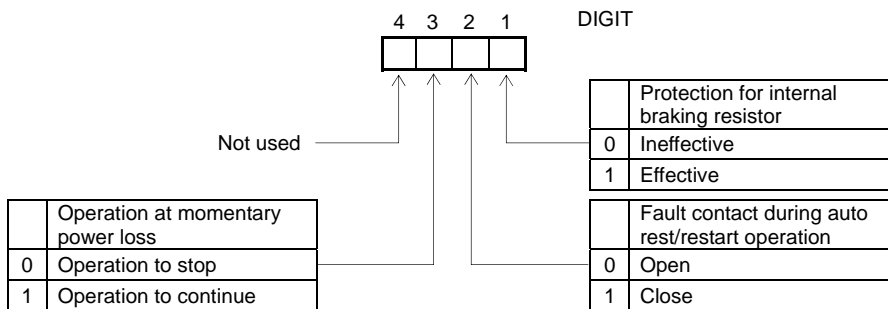 4 3 2 1 DIGIT
Protection for internal
braking resistor
Not used
0 Ineffective
1 Effective
Operation at momentary
power loss
0 Operation to stop
1 Operation to continue
Fault contact during auto
rest/restart operation
0 Open
1 Close